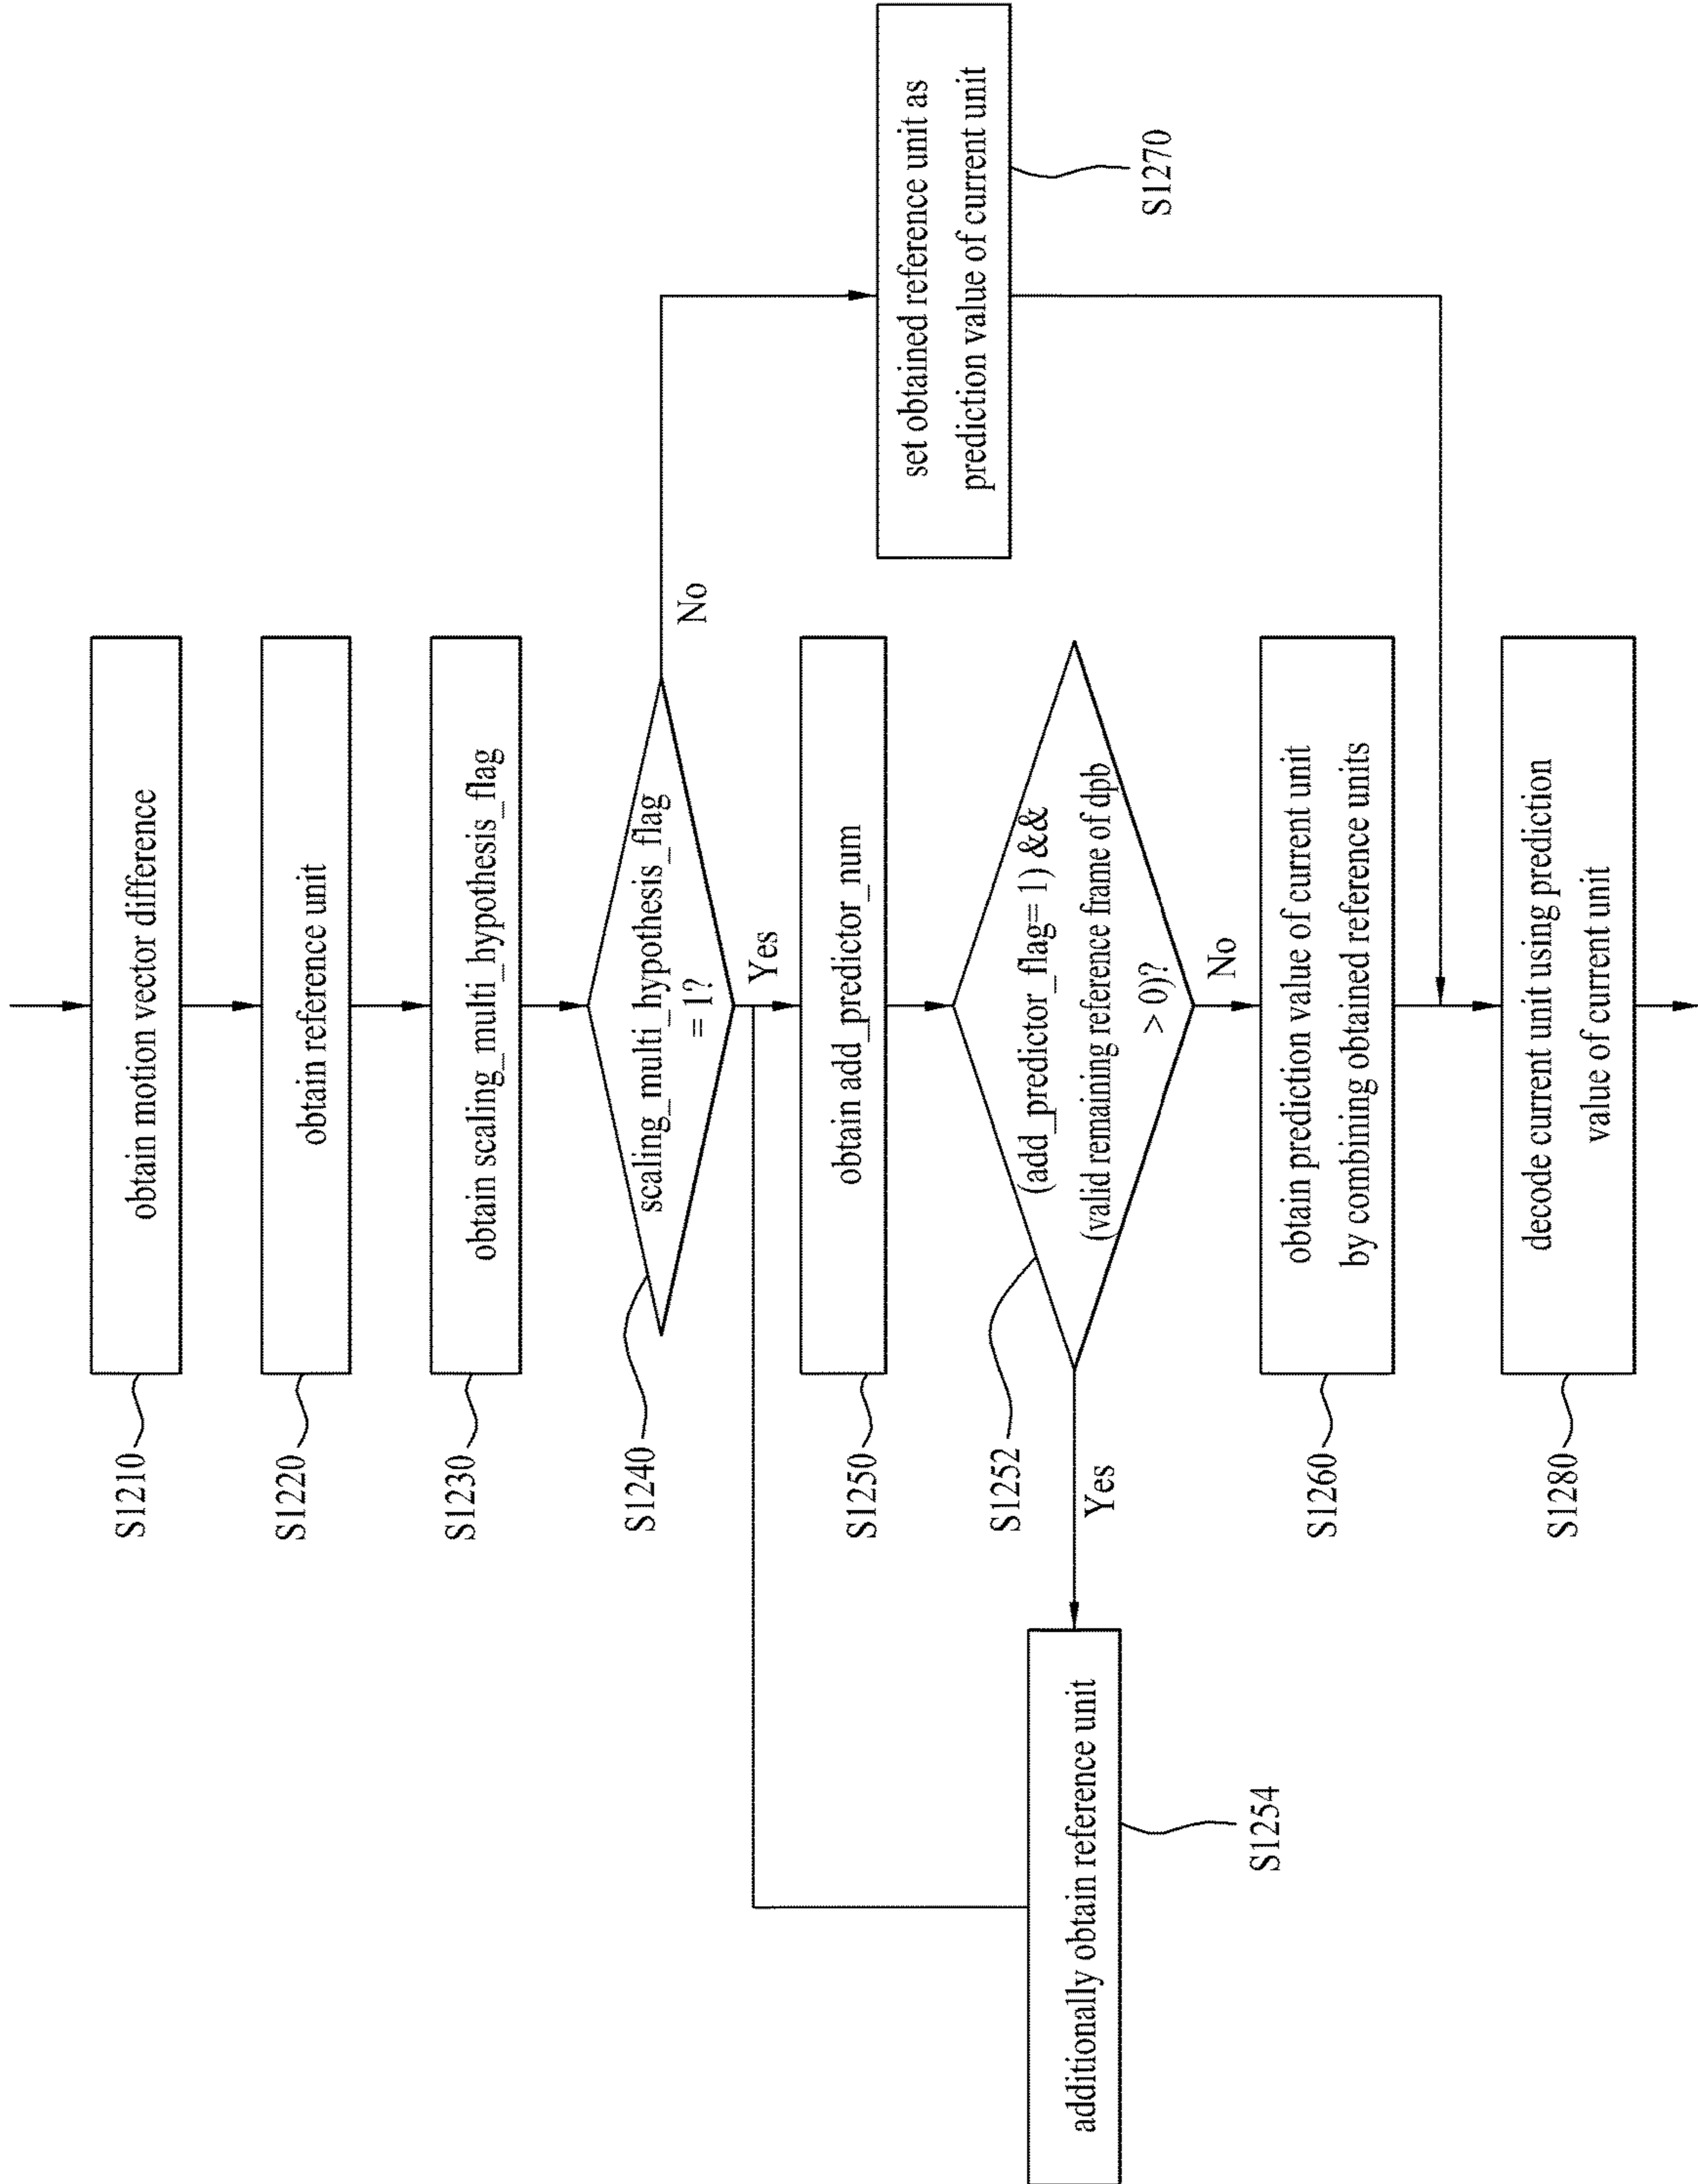 S1210
obtain motion vector difference
S1220
obtain reference unit
S1230
obtain scaling_multi_hypothesis_flag
S1240
scaling_multi_hypothesis_flag
= 1?
No
Yes
S1250
obtain add_predictor_num
S1252
(add_predictor_flag= 1) &&
(valid remaining reference frame of dpb
> 0)?
Yes
No
additionally obtain reference unit
S1254
set obtained reference unit as
prediction value of current unit
S1270
S1260
obtain prediction value of current unit
by combining obtained reference units
S1280
decode current unit using prediction
value of current unit